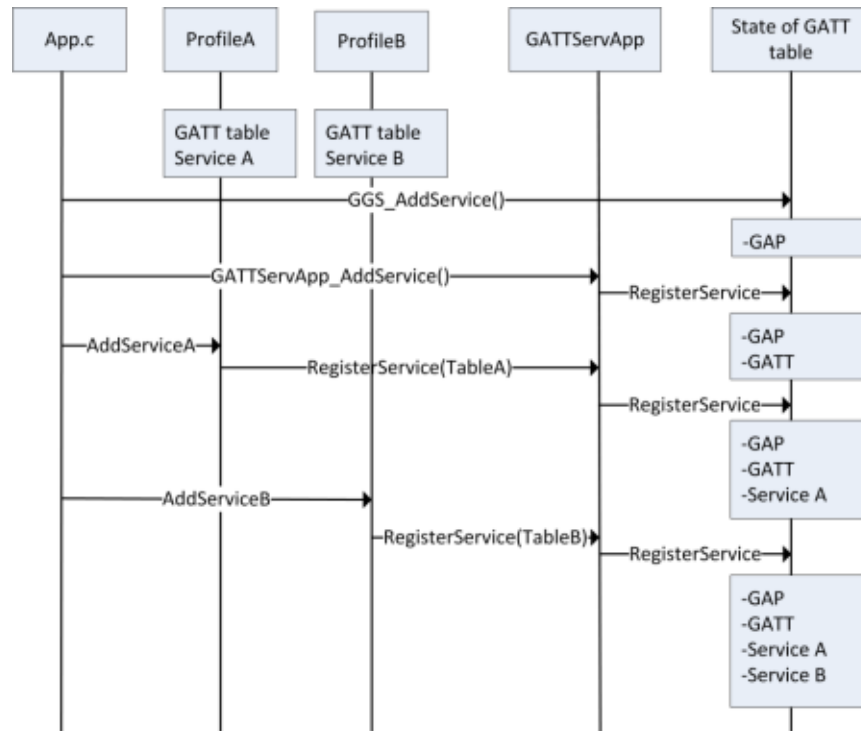 App.c
ProfileA
ProfileB
GATTServApp
State of GATT
table
GATT table
Service A
GATT table
Service B
GGS_AddService()
-GAP
GATTServApp_AddService()
RegisterService
AddServiceA
-GAP
-GATT
RegisterService(TableA)
RegisterService
-GAP
-GATT
-Service A
AddServiceB
RegisterService(TableB)
RegisterService
-GAP
-GATT
-Service A
-Service B